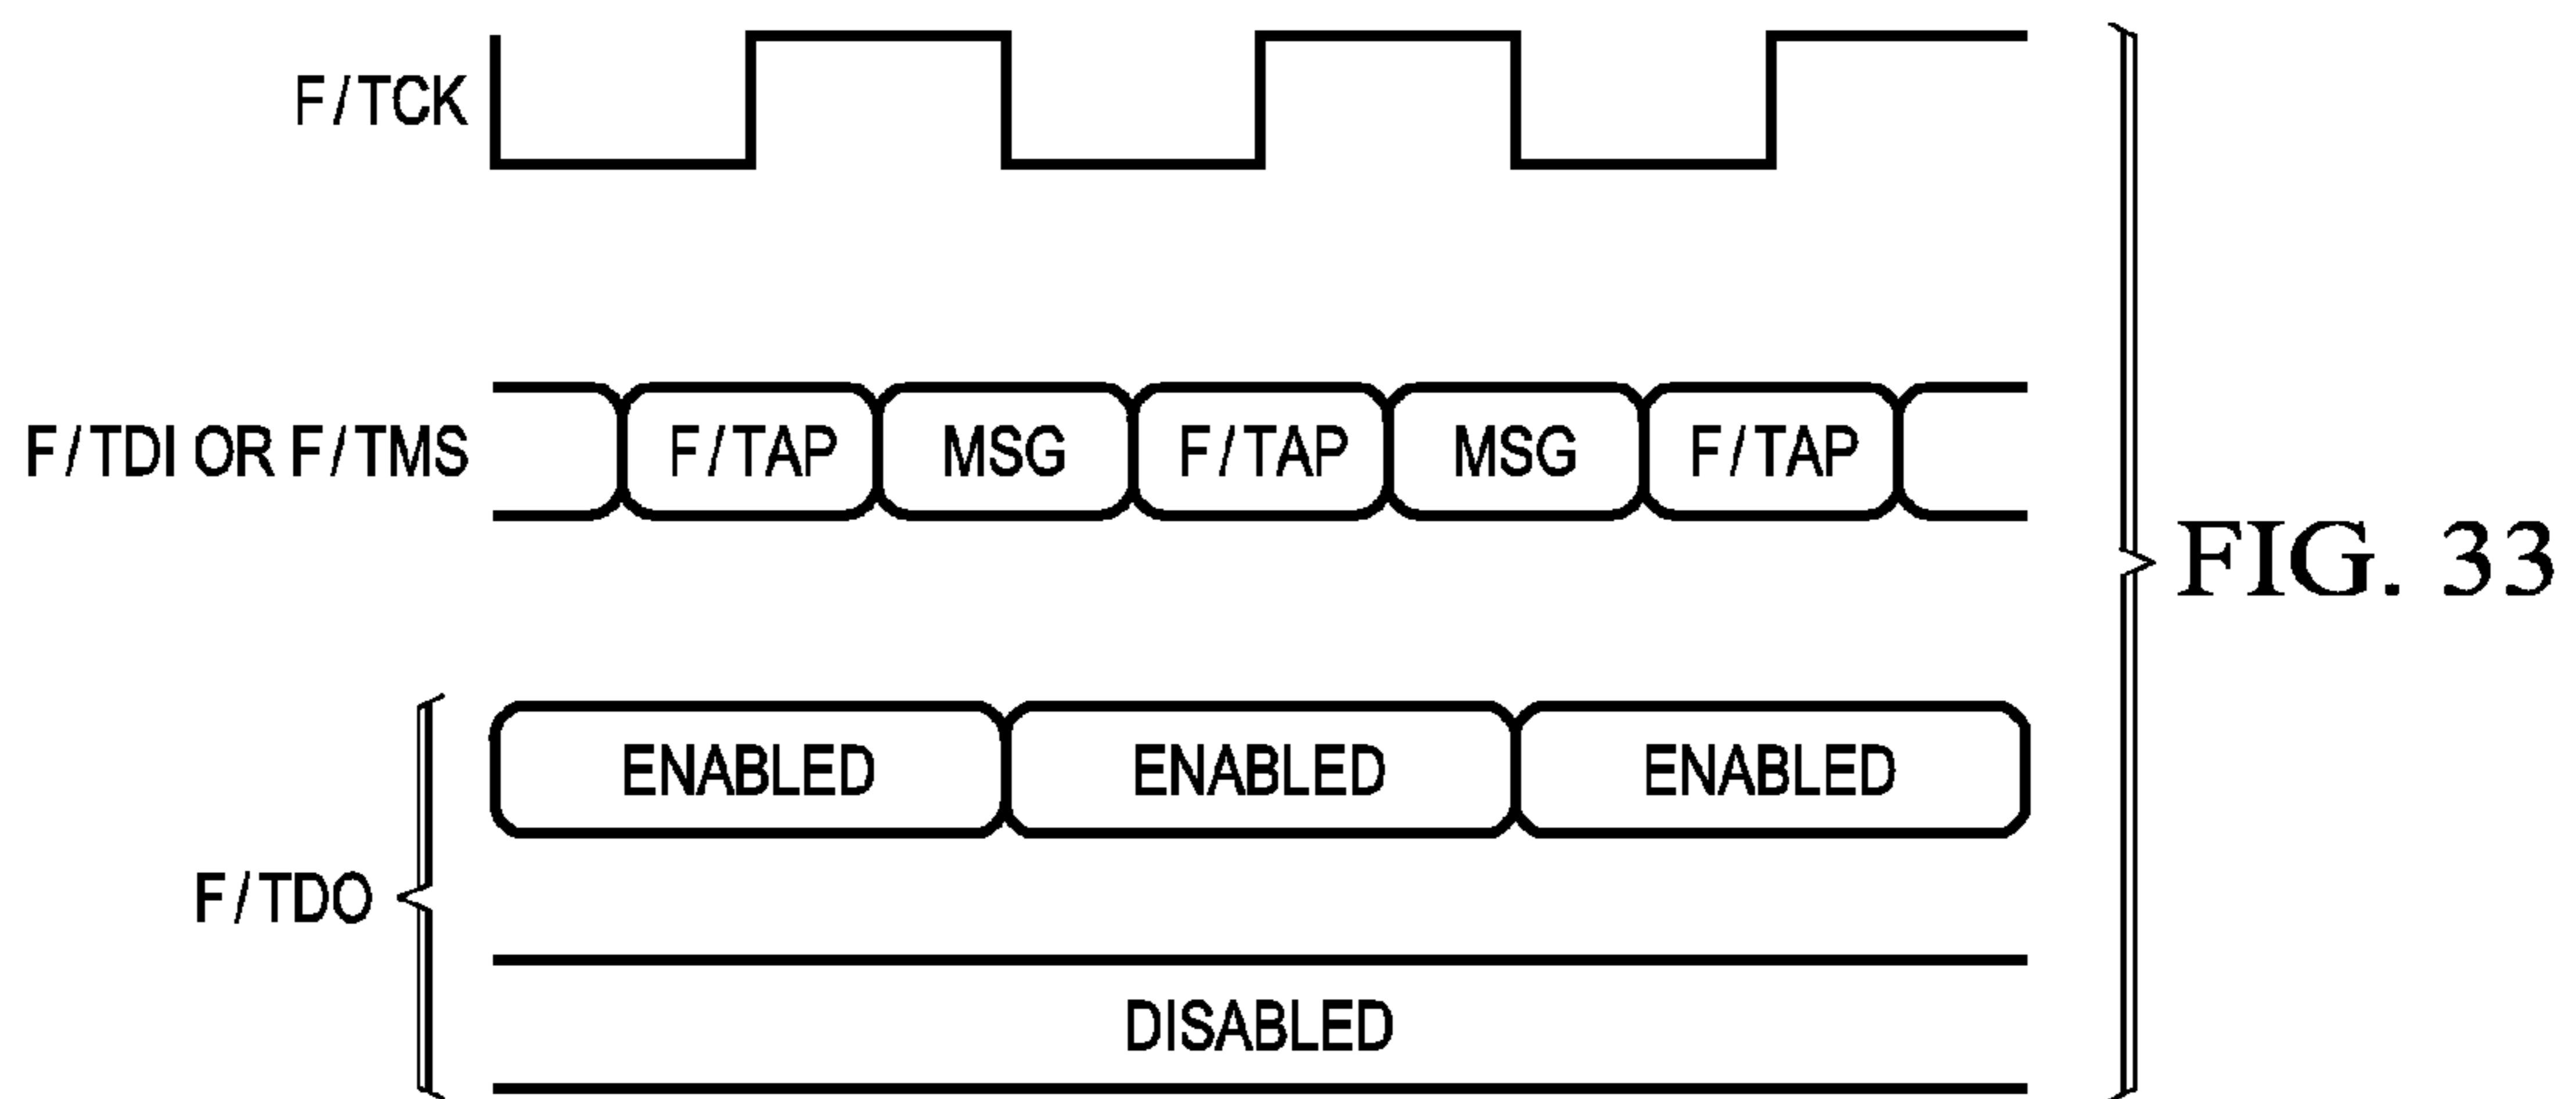 F/TCK
F/TDI OR F/TMS F/TAP MSG F/TAP MSG F/TAP
FIG. 33
ENABLED ENABLED ENABLED
F/TDO
DISABLED